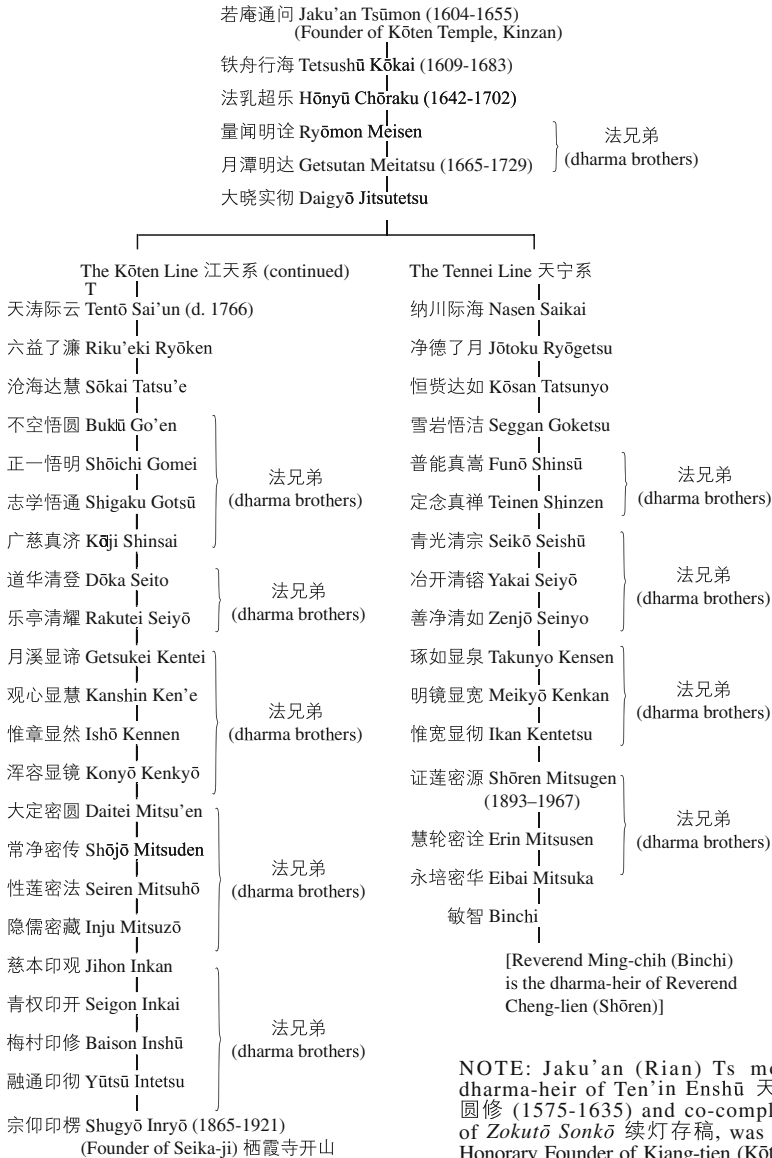 若庵通问 Jaku'an Tsūmon (1604-1655)
(Founder of Kōten Temple, Kinzan)
铁舟行海 Tetsushū Kōkai (1609-1683)
法乳超乐 Hōnyū Chōraku (1642-1702)
量闻明诠 Ryōmon Meisen
月潭明达 Getsutan Meitatsu (1665-1729)
法兄弟
(dharma brothers)
大晓实彻 Daigyō Jitsutetsu
The Kōten Line 江天系 (continued)
T
天涛际云 Tentō Sai'un (d. 1766)
六益了濂 Riku'eki Ryōken
沧海达慧 Sōkai Tatsu'e
不空悟圆 Bukū Go'en
正一悟明 Shōichi Gomei
志学悟通 Shigaku Gotsū
广慈真济 Kōji Shinsai
法兄弟
(dharma brothers)
道华清登 Dōka Seito
乐亭清耀 Rakutei Seiyō
法兄弟
(dharma brothers)
月溪显谛 Getsukei Kentei
观心显慧 Kanshin Ken'e
惟章显然 Ishō Kennen
浑容显镜 Konyō Kenkyō
法兄弟
(dharma brothers)
大定密圆 Daitei Mitsu'en
常净密传 Shōjō Mitsuden
性莲密法 Seiren Mitsuhō
隐儒密藏 Inju Mitsuzō
法兄弟
(dharma brothers)
慈本印观 Jihon Inkan
青权印开 Seigon Inkai
梅村印修 Baison Inshū
融通印彻 Yūtsū Intetsu
法兄弟
(dharma brothers)
宗仰印楞 Shugyō Inryō (1865-1921)
(Founder of Seika-ji) 栖霞寺开山
The Tennei Line 天宁系
纳川际海 Nasen Saikai
净德了月 Jōtoku Ryōgetsu
恒赀达如 Kōsan Tatsunyo
雪岩悟洁 Seggan Goketsu
普能真嵩 Funō Shinsū
定念真禅 Teinen Shinzen
法兄弟
(dharma brothers)
青光清宗 Seikō Seishū
冶开清镕 Yakai Seiyō
善净清如 Zenjō Seinyo
法兄弟
(dharma brothers)
琢如显泉 Takunyo Kensen
明镜显宽 Meikyō Kenkan
惟宽显彻 Ikan Kentetsu
法兄弟
(dharma brothers)
证莲密源 Shōren Mitsugen
(1893–1967)
慧轮密诠 Erin Mitsusen
永培密华 Eibai Mitsuka
法兄弟
(dharma brothers)
敏智 Binchi
[Reverend Ming-chih (Binchi)
is the dharma-heir of Reverend
Cheng-lien (Shōren)]
NOTE: Jaku'an (Rian) Ts mo
dharma-heir of Ten'in Enshū 天
圆修 (1575-1635) and co-compl
of Zokutō Sonkō 续灯存稿, was
Honorary Founder of Kiang-tien (Kōt